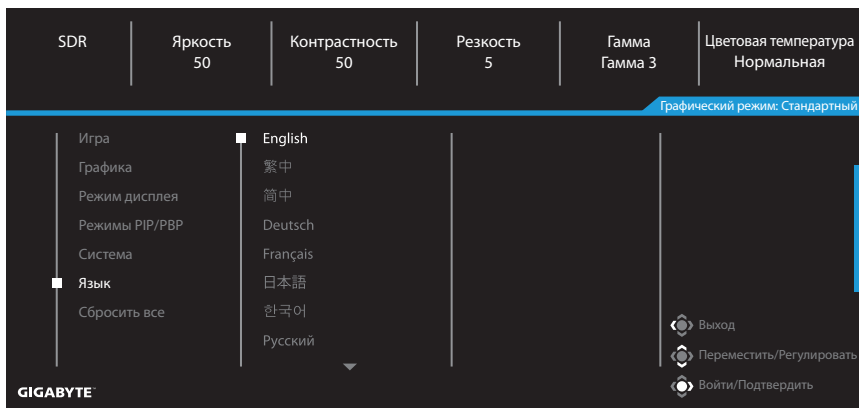 SDR
Яркость
50
Контрастность
50
Резкость
5
Гамма
Гамма 3
Цветовая температура
Нормальная
Графический режим: Стандартный
Игра
Графика
Режим дисплея
Режимы PIP/PBP
Система
Язык
Сбросить все
English
繁中
简中
Deutsch
Français
日本語
한국어
Русский
Выход
Переместить/Регулировать
Войти/Подтвердить
GIGABYTE™